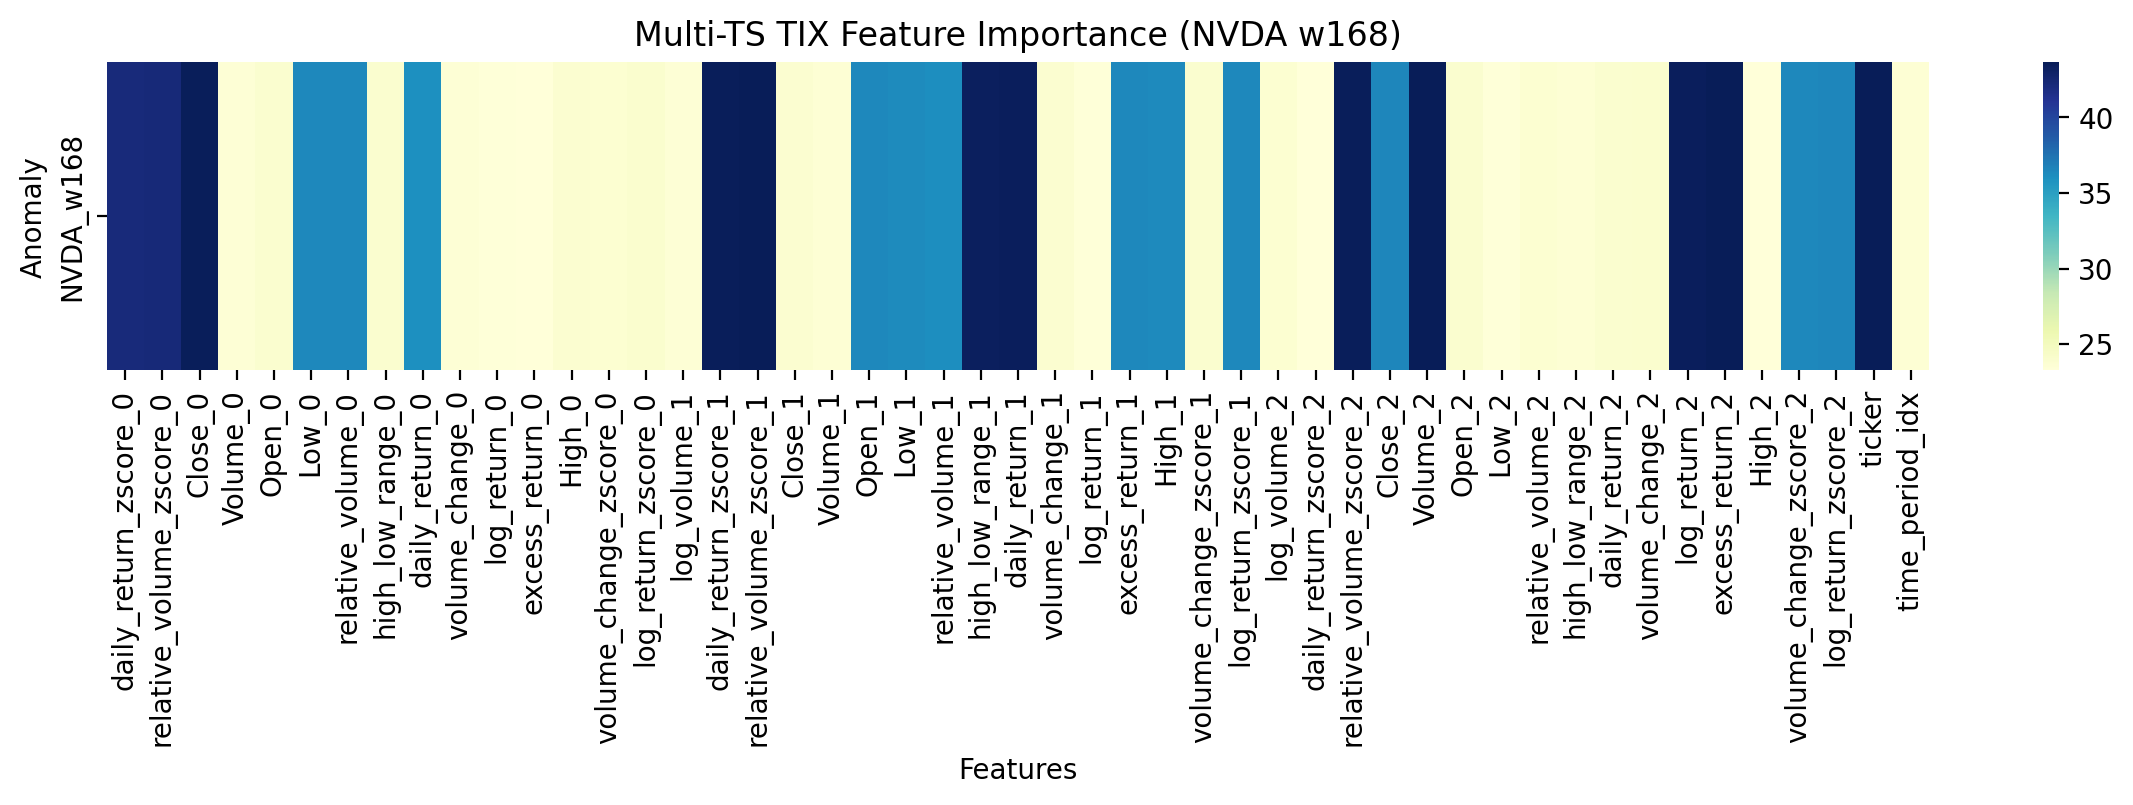 Multi-TS TIX Feature Importance (NVDA w168)
Anomaly
NVDA_w168
40
35
30
25
daily_return_zscore_0
relative_volume_zscore_0
Close_0
Volume_0
Open_0
Low_0
relative_volume_0
high_low_range_0
daily_return_0
volume_change_0
log_return_0
excess_return_0
High_0
volume_change_zscore_0
log_return_zscore_0
log_volume_1
daily_return_zscore_1
relative_volume_zscore_1
Close_1
Volume_1
Open_1
Low_1
relative_volume_1
high_low_range_1
daily_return_1
volume_change_1
log_return_1
excess_return_1
High_1
volume_change_zscore_1
log_return_zscore_1
log_volume_2
daily_return_zscore_2
relative_volume_zscore_2
Close_2
Volume_2
Open_2
Low_2
relative_volume_2
high_low_range_2
daily_return_2
volume_change_2
log_return_2
excess_return_2
High_2
volume_change_zscore_2
log_return_zscore_2
ticker
time_period_idx
Features